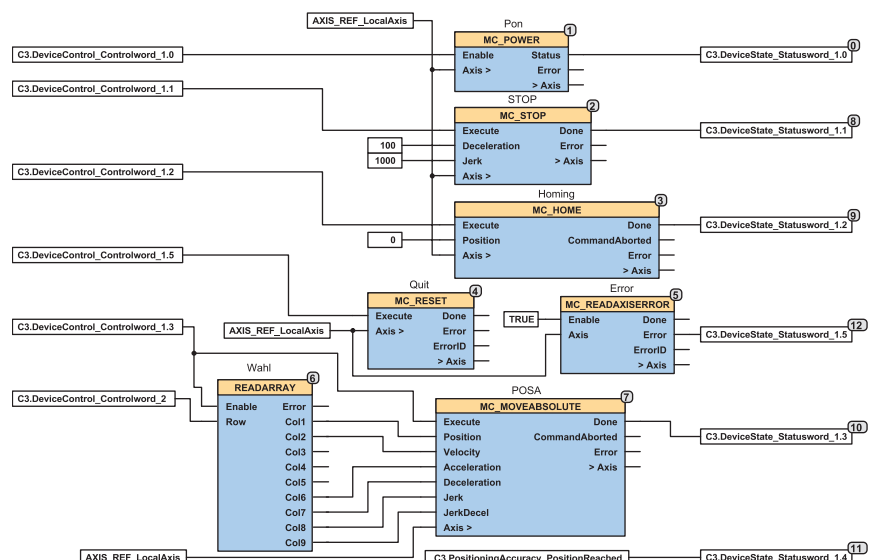 AXIS_REF_LocalAxis
Pon
1
MC_POWER
Enable Status
Axis > Error
> Axis
C3.DeviceControl_Controlword_1.0
0
C3.DeviceState_Statusword_1.0
C3.DeviceControl_Controlword_1.1
STOP
2
MC_STOP
Execute Done
Deceleration Error
Jerk > Axis
Axis >
100
1000
8
C3.DeviceState_Statusword_1.1
C3.DeviceControl_Controlword_1.2
Homing
3
MC_HOME
Execute Done
Position CommandAborted
Axis > Error
> Axis
0
9
C3.DeviceState_Statusword_1.2
C3.DeviceControl_Controlword_1.5
Quit
4
MC_RESET
Execute Done
Axis > Error
ErrorID
> Axis
AXIS_REF_LocalAxis
Error
5
MC_READAXISERROR
TRUE
Enable Done
Axis Error
ErrorID
> Axis
12
C3.DeviceState_Statusword_1.5
C3.DeviceControl_Controlword_1.3
Wahl
6
READARRAY
C3.DeviceControl_Controlword_2
Enable Error
Row Col1
Col2
Col3
Col4
Col5
Col6
Col7
Col8
Col9
POSA
7
MC_MOVEABSOLUTE
Execute Done
Position CommandAborted
Velocity Error
Acceleration > Axis
Deceleration
Jerk
JerkDecel
Axis >
10
C3.DeviceState_Statusword_1.3
AXIS_REF_LocalAxis
C3.PositioningAccuracy_PositionReached
11
C3.DeviceState_Statusword_1.4